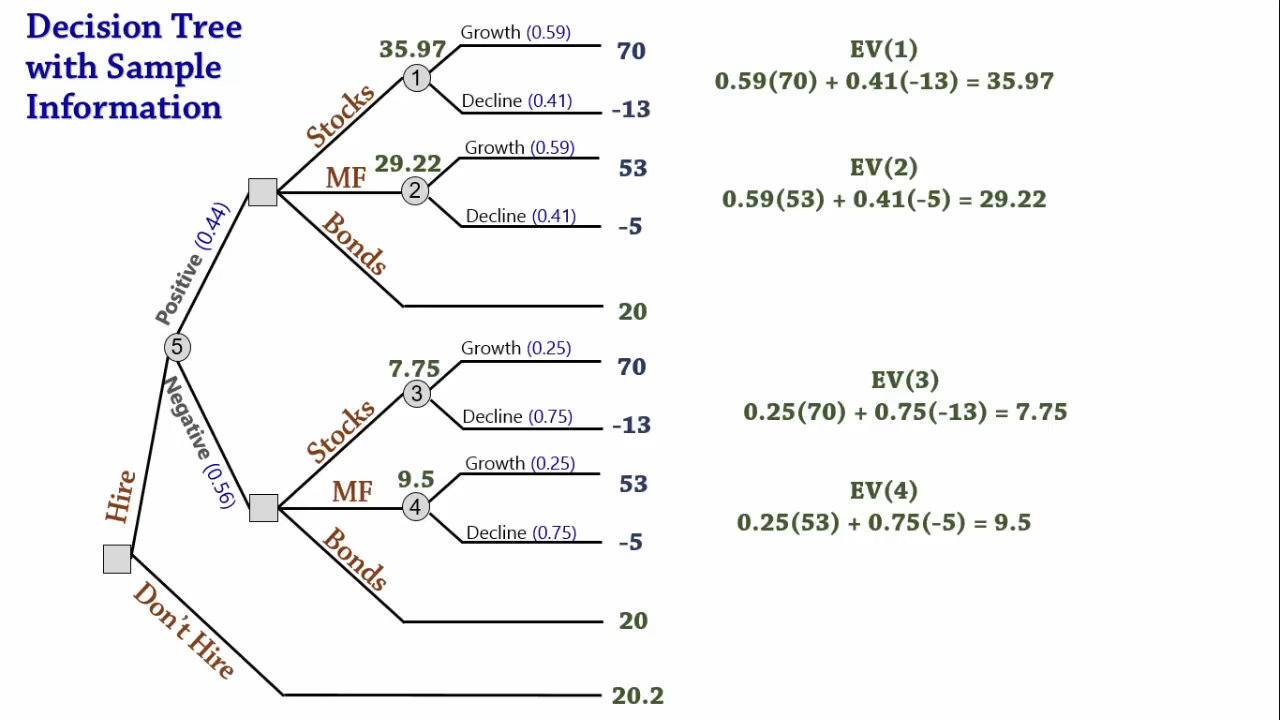 Decision Tree
with Sample
Information
35.97
Growth (0.59)
70
1
Stocks
Decline (0.41)
-13
MF
29.22
Growth (0.59)
53
2
Decline (0.41)
-5
Bonds
20
Positive (0.44)
5
Negative (0.56)
7.75
Growth (0.25)
70
3
Stocks
Decline (0.75)
-13
MF
9.5
Growth (0.25)
53
4
Decline (0.75)
-5
Bonds
20
Hire
Don't Hire
20.2
EV(1)
0.59(70) + 0.41(-13) = 35.97
EV(2)
0.59(53) + 0.41(-5) = 29.22
EV(3)
0.25(70) + 0.75(-13) = 7.75
EV(4)
0.25(53) + 0.75(-5) = 9.5